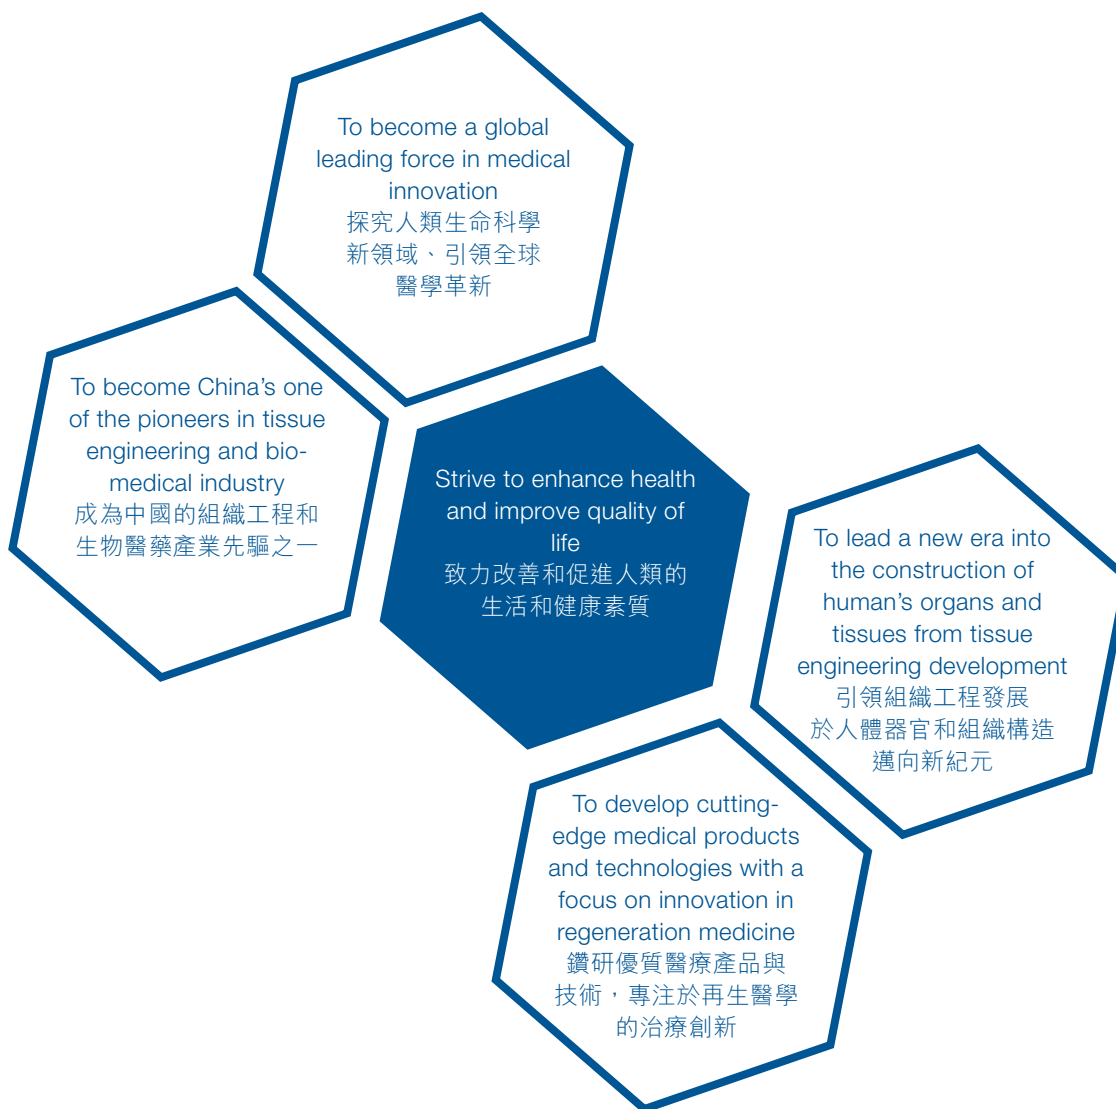 To become a global
leading force in medical
innovation
探究人類生命科學
新領域、引領全球
醫學革新
To become China’s one
of the pioneers in tissue
engineering and bio-
medical industry
成為中國的組織工程和
生物醫藥產業先驅之一
Strive to enhance health
and improve quality of
life
致力改善和促進人類的
生活和健康素質
To lead a new era into
the construction of
human’s organs and
tissues from tissue
engineering development
引領組織工程發展
於人體器官和組織構造
邁向新紀元
To develop cutting-
edge medical products
and technologies with a
focus on innovation in
regeneration medicine
鑽研優質醫療產品與
技術，專注於再生醫學
的治療創新